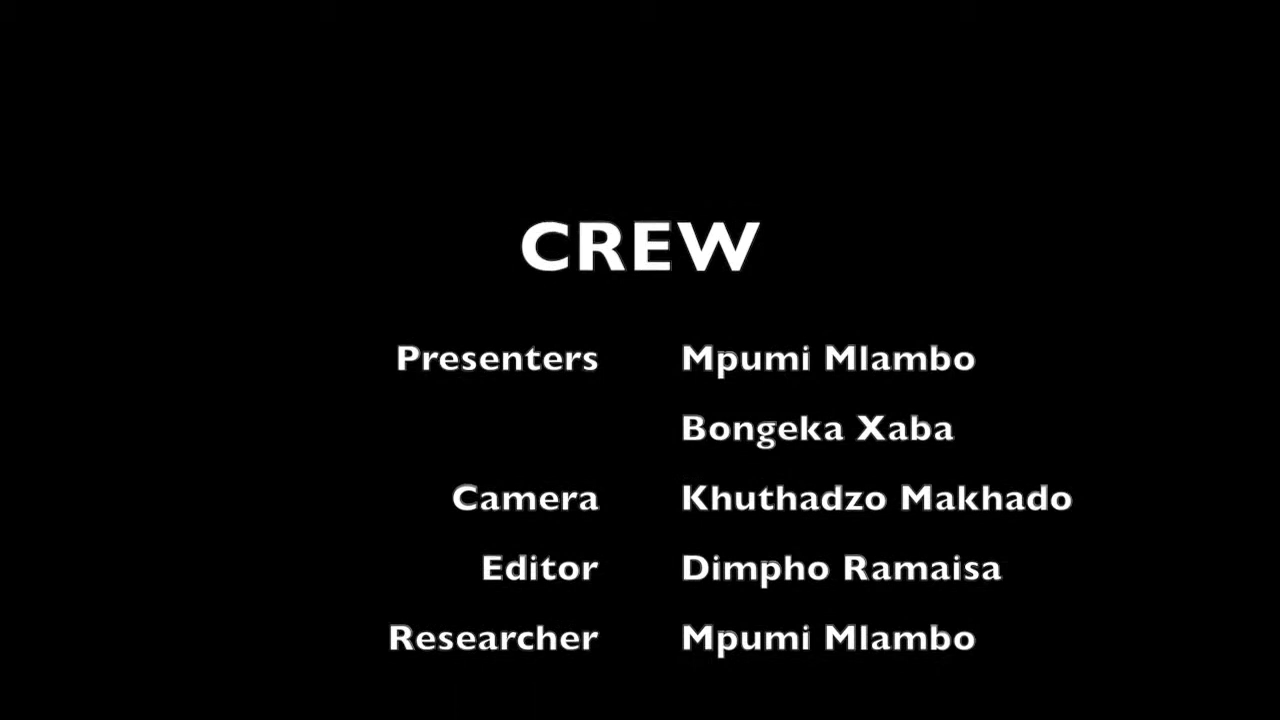 CREW
Presenters Mpumi Mlambo
Bongeka Xaba
Camera Khuthadzo Makhado
Editor Dimpho Ramaisa
Researcher Mpumi Mlambo